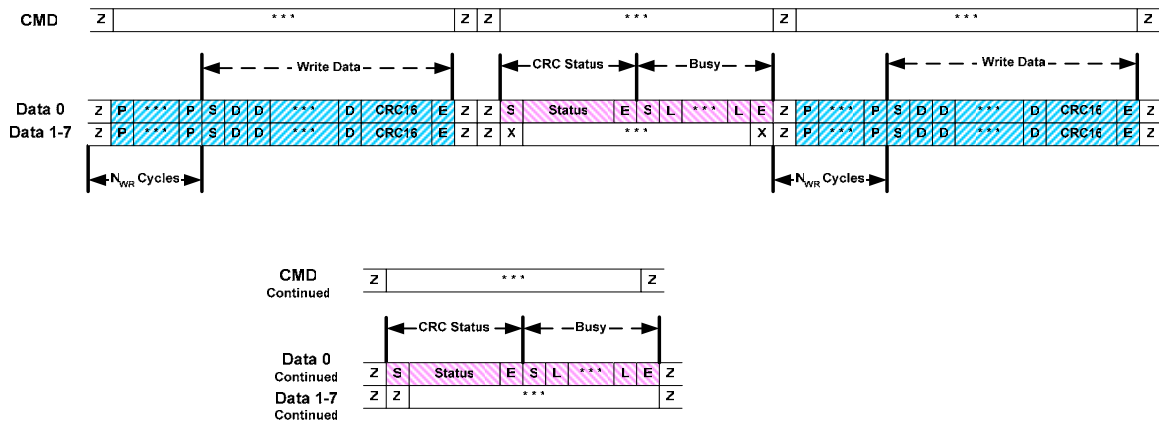 CMD Z *** Z Z *** Z *** Z
Write Data CRC Status Busy Write Data
Data 0 Z P *** P S D D *** D CRC16 E Z Z S Status E S L *** L E Z P *** P S D D *** D CRC16 E Z
Data 1-7 Z P *** P S D D *** D CRC16 E Z Z X *** X Z P *** P S D D *** D CRC16 E Z
NWR Cycles NWR Cycles
CMD Z *** Z
Continued
CRC Status Busy
Data 0
Continued Z S Status E S L *** L E Z
Data 1-7 Z Z *** Z
Continued